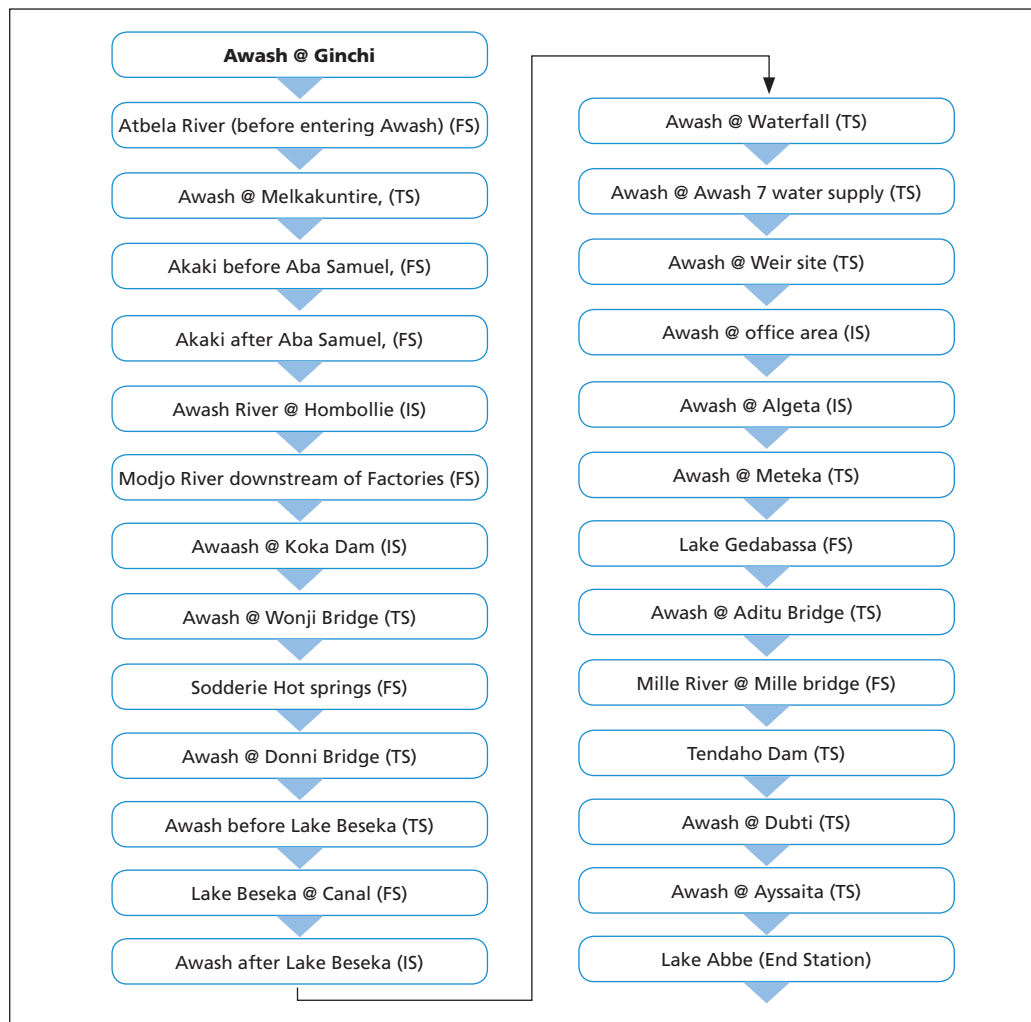 Awash @ Ginchi
Atbela River (before entering Awash) (FS)
Awash @ Melkakuntire, (TS)
Akaki before Aba Samuel, (FS)
Akaki after Aba Samuel, (FS)
Awash River @ Hombollie (IS)
Modjo River downstream of Factories (FS)
Awaash @ Koka Dam (IS)
Awash @ Wonji Bridge (TS)
Sodderie Hot springs (FS)
Awash @ Donni Bridge (TS)
Awash before Lake Beseka (TS)
Lake Beseka @ Canal (FS)
Awash after Lake Beseka (IS)
Awash @ Waterfall (TS)
Awash @ Awash 7 water supply (TS)
Awash @ Weir site (TS)
Awash @ office area (IS)
Awash @ Algeta (IS)
Awash @ Meteka (TS)
Lake Gedabassa (FS)
Awash @ Aditu Bridge (TS)
Mille River @ Mille bridge (FS)
Tendaho Dam (TS)
Awash @ Dubti (TS)
Awash @ Ayssaita (TS)
Lake Abbe (End Station)